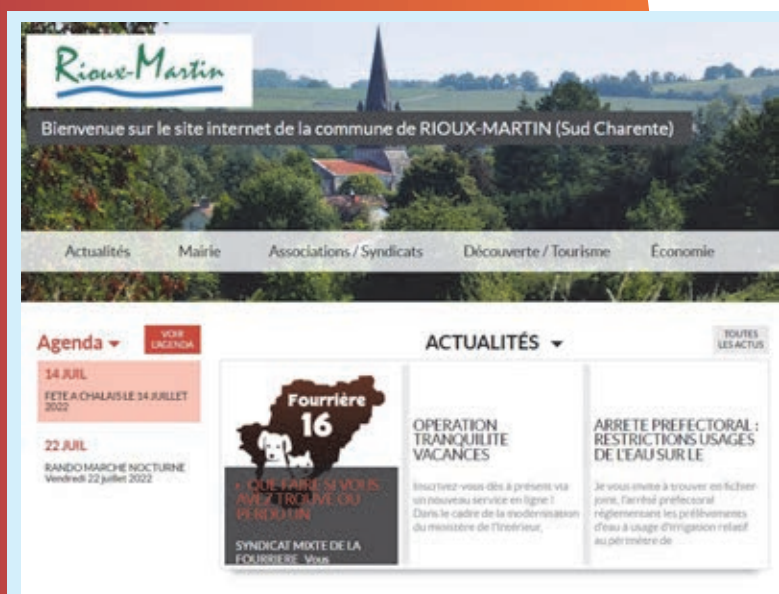 Rioux-Martin
Bienvenue sur le site internet de la commune de RIOUX-MARTIN (Sud Charente)
Actualités Mairie Associations / Syndicats Découverte / Tourisme Économie
Agenda
VOIR
L'AGENDA
14 JUIL
FETE A CHALAIS LE 14 JUILLET
2022
22 JUIL
RANDO MARCHE NOCTURNE
Vendredi 22 juillet 2022
ACTUALITÉS
TOUTES
LES ACTUS
Fourrière
16
QUE FAIRE SI VOUS
AVEZ TROUVE OU
PERDU UN
SYNDICAT MIXTE DE LA
FOURRIERE Vous
OPERATION
TRANQUILITE
VACANCES
Inscrivez-vous dès à présent via
un nouveau service en ligne !
Dans le cadre de la modernisation
du ministère de l'Intérieur,
ARRETE PREFECTORAL :
RESTRICTIONS USAGES
DE L'EAU SUR LE
Je vous invite à trouver en fichier
joint, l'arrêté préfectoral
réglementant les prélèvements
d'eau à usage d'irrigation relatif
au périmètre de